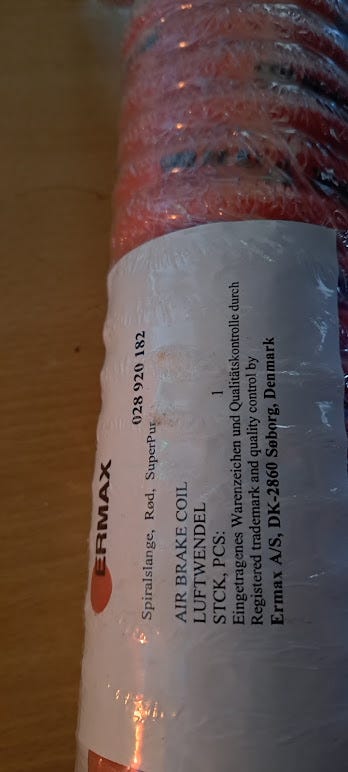 ERMAX
028 920 182
Spiralslange, Rød, SuperPur
AIR BRAKE COIL
LUFTWENDEL
STCK, PCS: 1
Eingetragenes Warenzeichen und Qualitätskontrolle durch
Registered trademark and quality control by
Ermax A/S, DK-2860 Søborg, Denmark